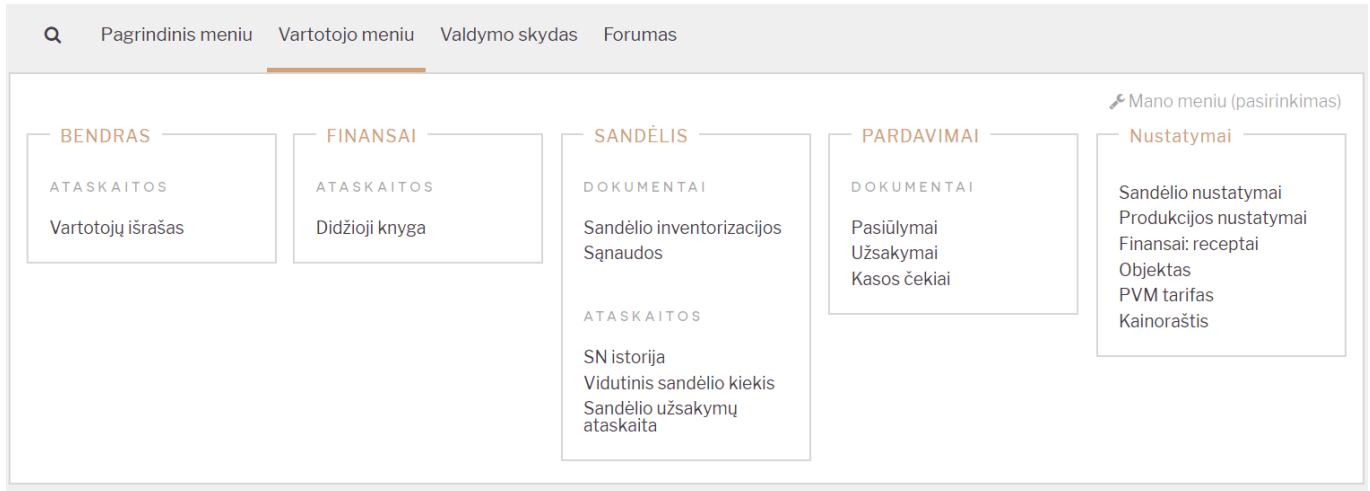 Pagrindinis meniu Vartotojo meniu Valdymo skydas Forumas
Mano meniu (pasirinkimas)
BENDRAS
ATASKAITOS
Vartotojų išrašas
FINANSAI
ATASKAITOS
Didžioji knyga
SANDĖLIS
DOKUMENTAI
Sandėlio inventorizacijos
Sąnaudos
ATASKAITOS
SN istorija
Vidutinis sandėlio kiekis
Sandėlio užsakymų
ataskaita
PARDAVIMAI
DOKUMENTAI
Pasiūlymai
Užsakymai
Kasos čekiai
Nustatymai
Sandėlio nustatymai
Produkcijos nustatymai
Finansai: receptai
Objektas
PVM tarifas
Kainoraštis